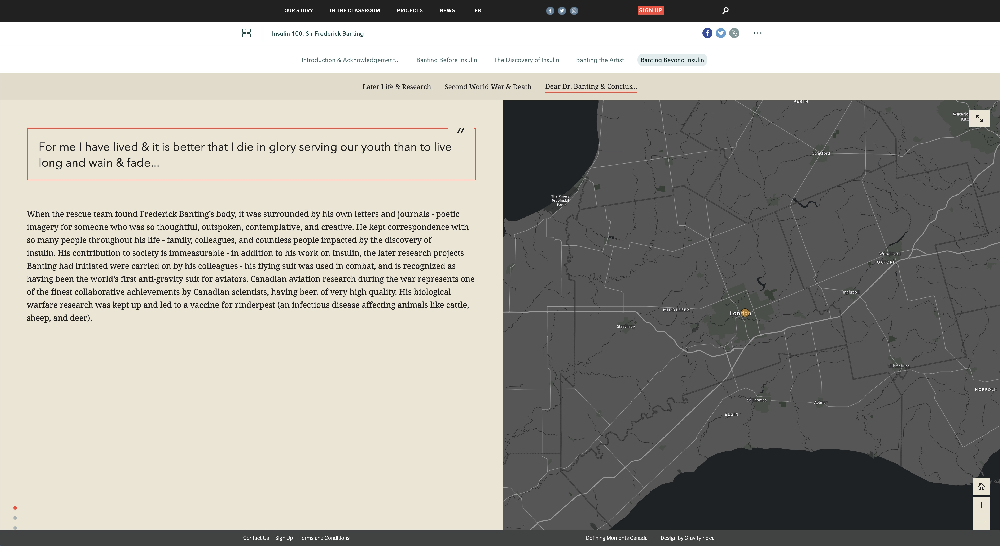 OUR STORY IN THE CLASSROOM PROJECTS NEWS FR SIGN UP
Insulin 100: Sir Frederick Banting
Introduction & Acknowledgement... Banting Before Insulin The Discovery of Insulin Banting the Artist Banting Beyond Insulin
Later Life & Research Second World War & Death Dear Dr. Banting & Conclus...
"
For me I have lived & it is better that I die in glory serving our youth than to live
long and wain & fade...
When the rescue team found Frederick Banting's body, it was surrounded by his own letters and journals - poetic
imagery for someone who was so thoughtful, outspoken, contemplative, and creative. He kept correspondence with
so many people throughout his life - family, colleagues, and countless people impacted by the discovery of
insulin. His contribution to society is immeasurable - in addition to his work on Insulin, the later research projects
Banting had initiated were carried on by his colleagues - his flying suit was used in combat, and is recognized as
having been the world's first anti-gravity suit for aviators. Canadian aviation research during the war represents one
of the finest collaborative achievements by Canadian scientists, having been of very high quality. His biological
warfare research was kept up and led to a vaccine for rinderpest (an infectious disease affecting animals like cattle,
sheep, and deer).
PERTH
Stratford
The Pinery
Provincial
Park
Woodstock
OXFORD
Ingersoll
MIDDLESEX
London
Strathroy
Tillsonburg
NORFOLK
St Thomas
Aylmer
ELGIN
Contact Us Sign Up Terms and Conditions Defining Moments Canada Design by GravityInc.ca